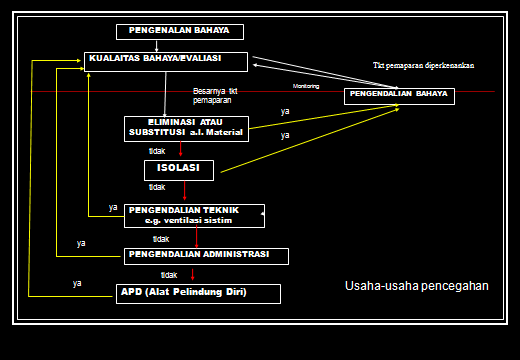 PENGENALAN BAHAYA
KUALAITAS BAHAYA/EVALIASI
Tkt pemaparan diperkenankan
Besarnya tkt
pemaparan
Monitoring
PENGENDALIAN BAHAYA
ELIMINASI ATAU
SUBSTITUSI a.l. Material
ya
ya
tidak
ISOLASI
tidak
ya
PENGENDALIAN TEKNIK
e.g. ventilasi sistim
tidak
ya
PENGENDALIAN ADMINISTRASI
tidak
ya
APD (Alat Pelindung Diri)
Usaha-usaha pencegahan